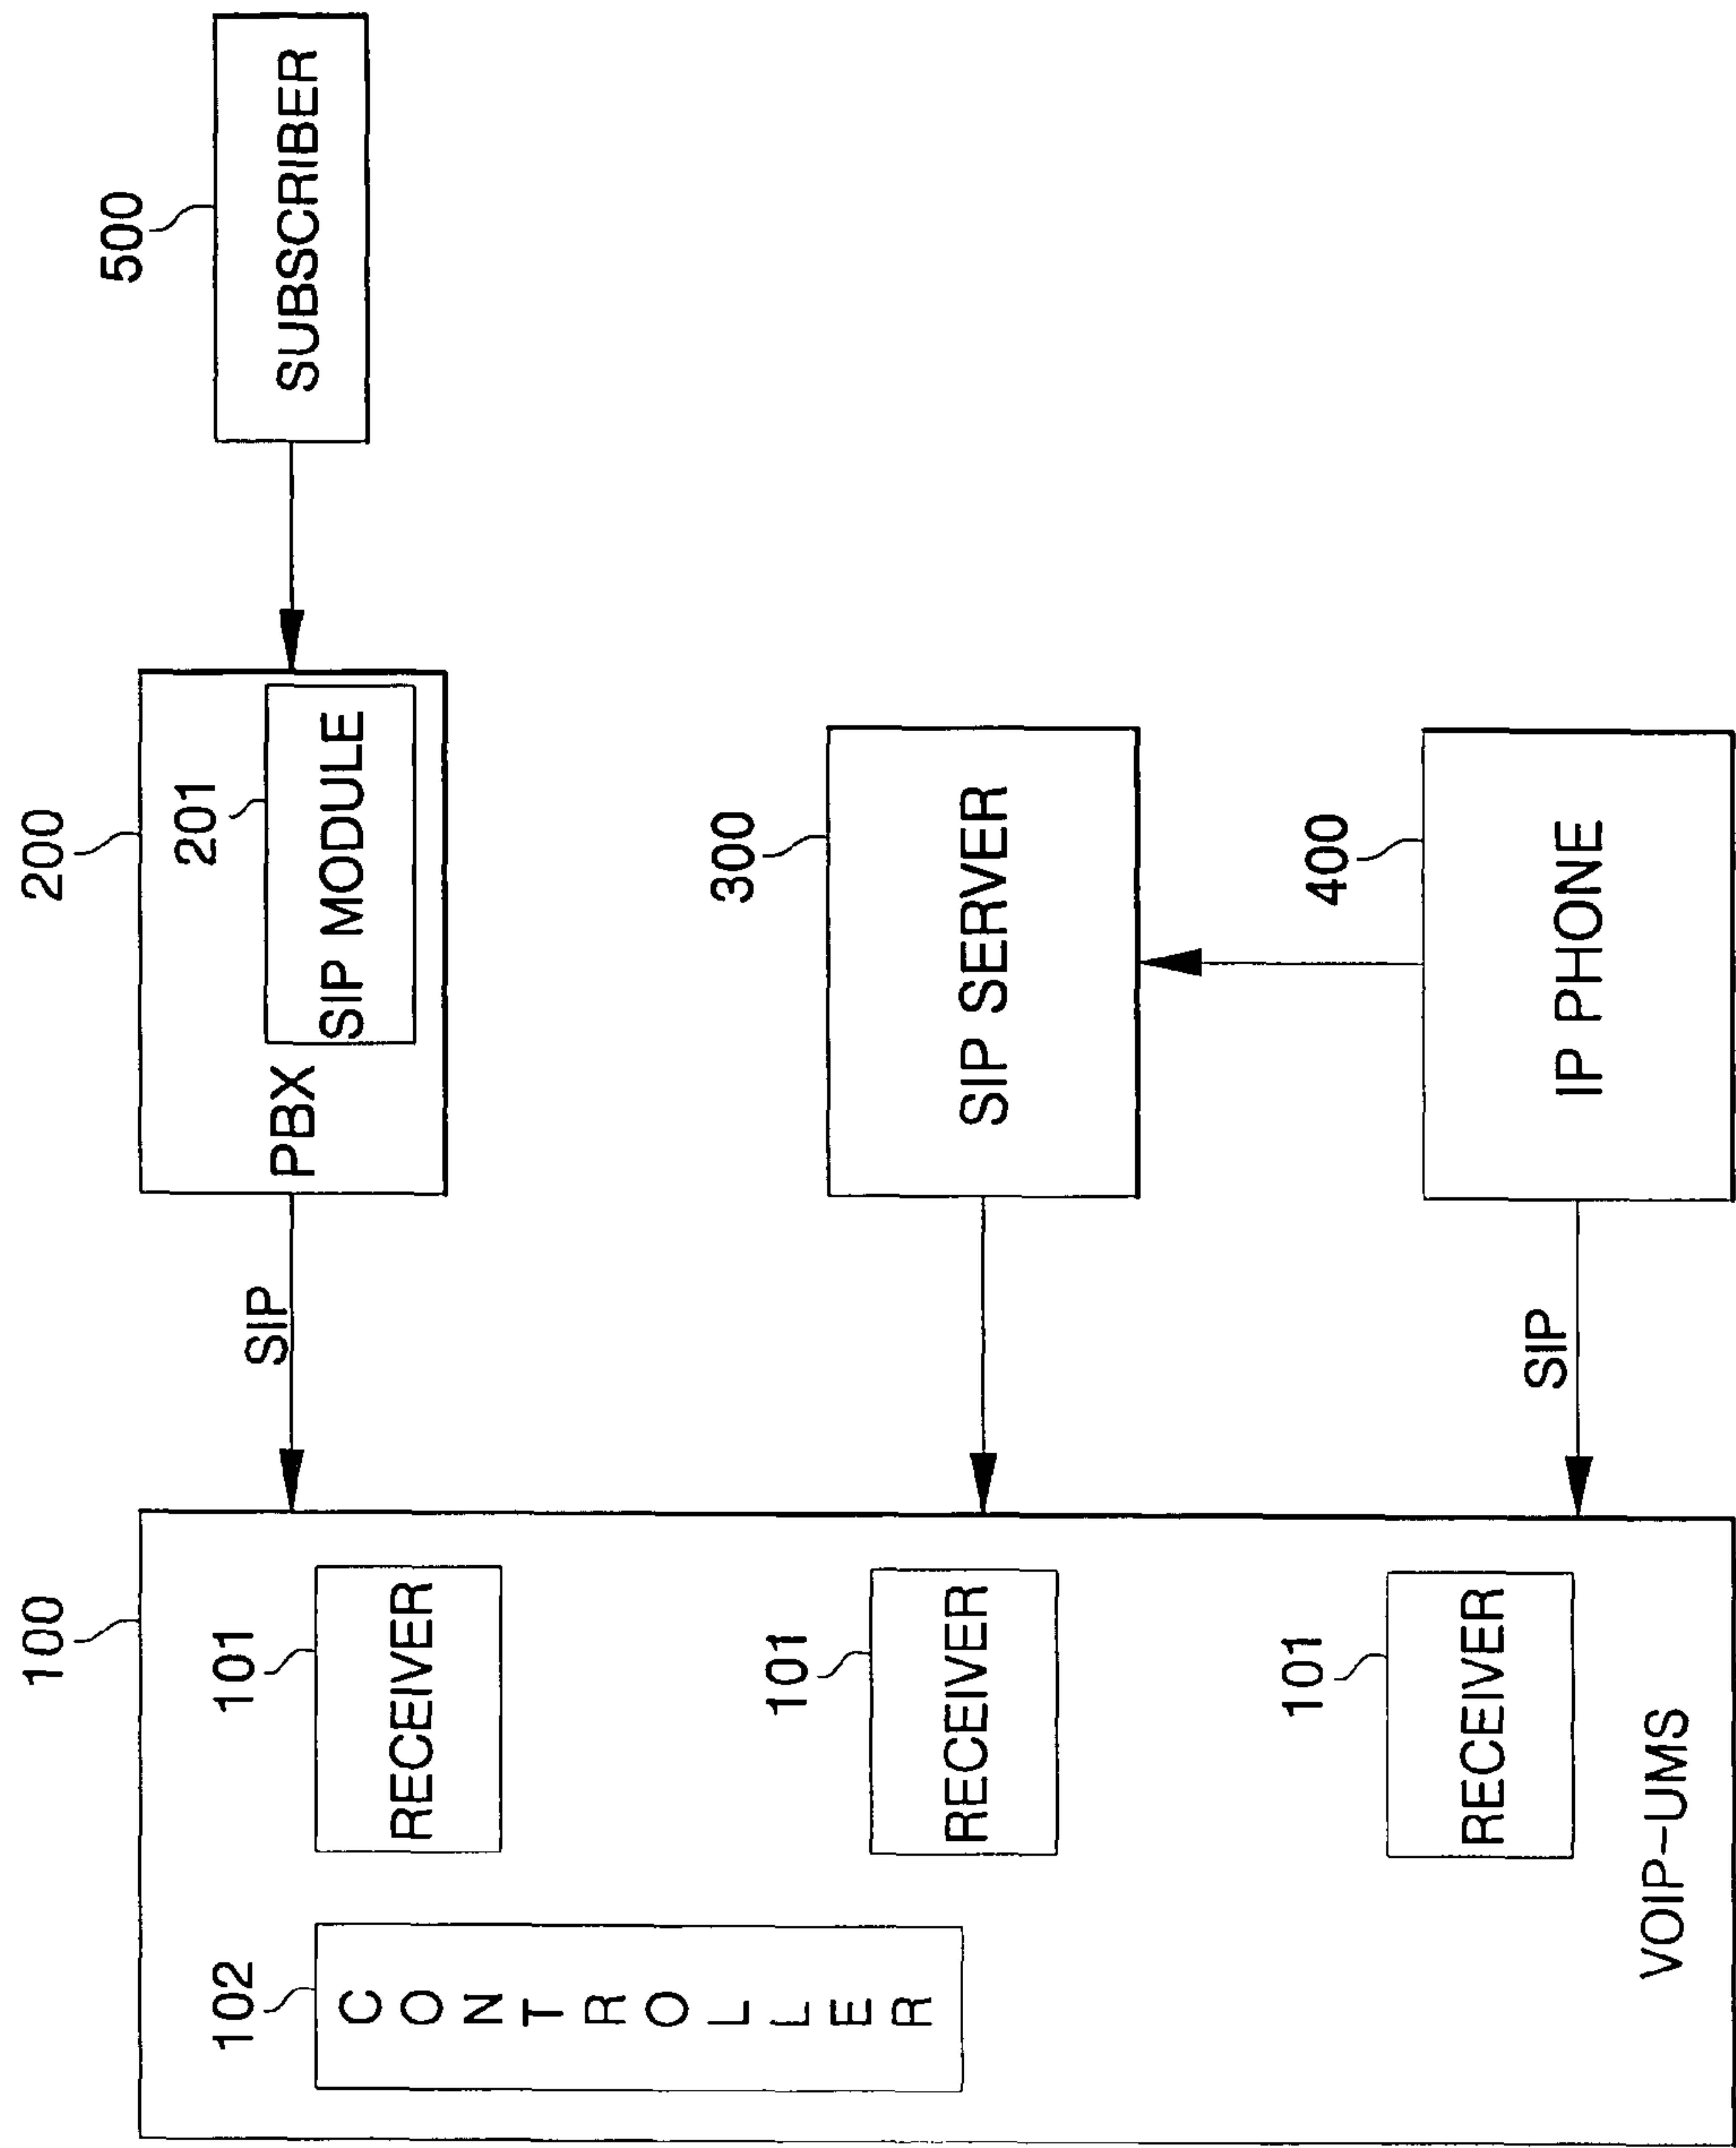 100
102
CONTROLLER
101
RECEIVER
101
RECEIVER
101
RECEIVER
VOIP-UMS
SIP
SIP
200
PBX
201
SIP MODULE
300
SIP SERVER
400
IP PHONE
500
SUBSCRIBER